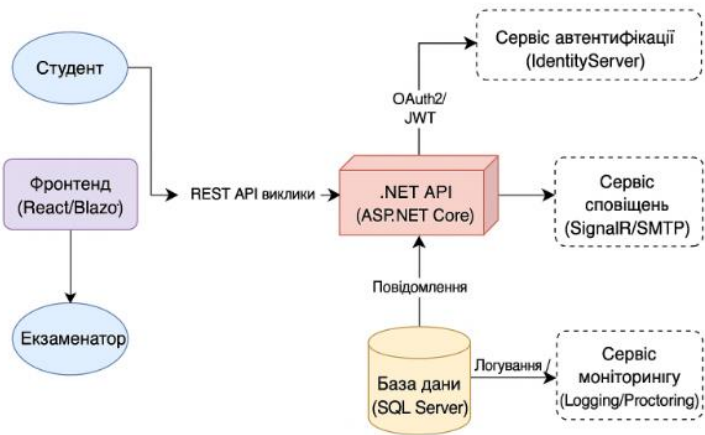 Студент
Сервіс автентифікації
(IdentityServer)
OAuth2/
JWT
Фронтенд
(React/Blazor)
REST API виклики
.NET API
(ASP.NET Core)
Сервіс
сповіщень
(SignalR/SMTP)
Повідомлення
Екзаменатор
База дани
(SQL Server)
Логування
Сервіс
моніторингу
(Logging/Proctoring)